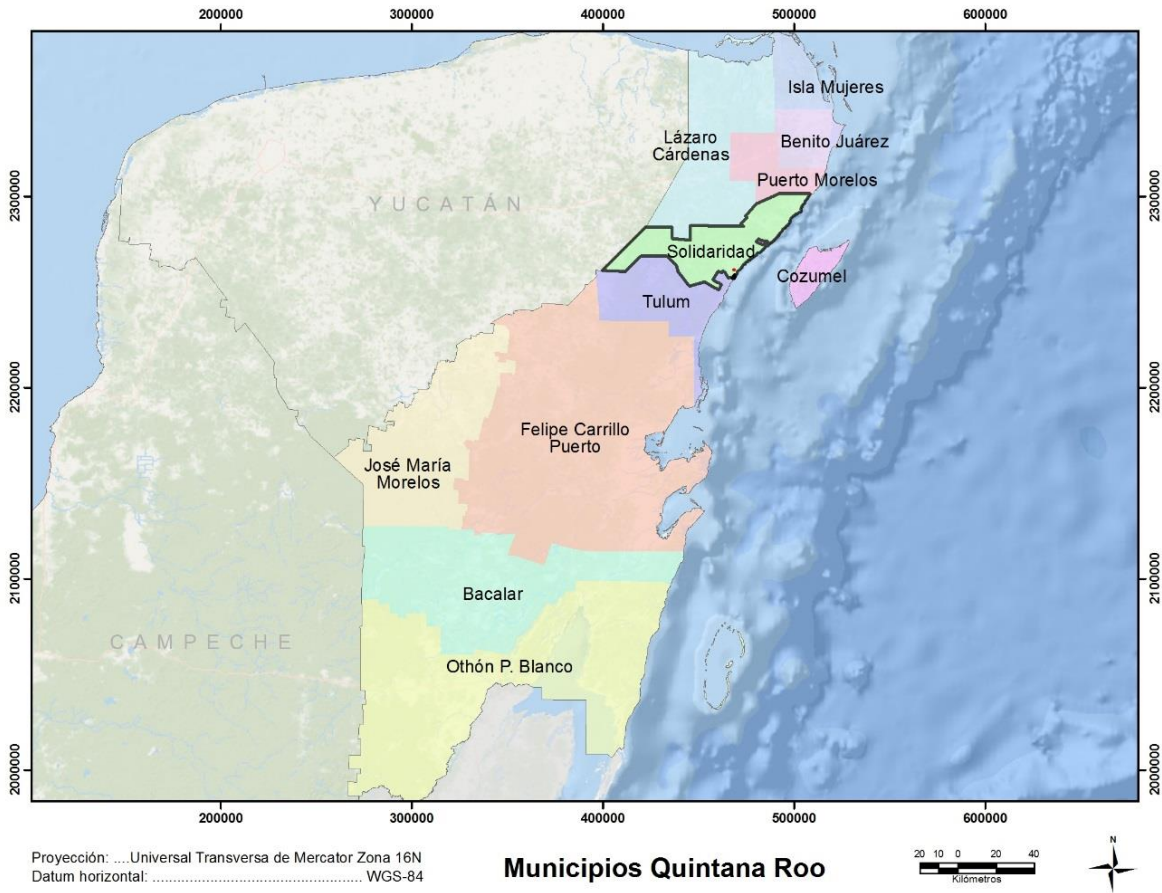 200000 300000 400000 500000 600000
Isla Mujeres
Lázaro
Cárdenas
Benito Juárez
Puerto Morelos
2300000 2300000
YUCATÁN
Solidaridad
Cozumel
Tulum
2200000 2200000
Felipe Carrillo
Puerto
José María
Morelos
2100000 2100000
Bacalar
CAMPECHE
Othón P. Blanco
2000000 2000000
200000 300000 400000 500000 600000
Proyección: ....Universal Transversa de Mercator Zona 16N
Datum horizontal: .................................................. WGS-84
Municipios Quintana Roo
20 10 0 20 40
Kilómetros
N